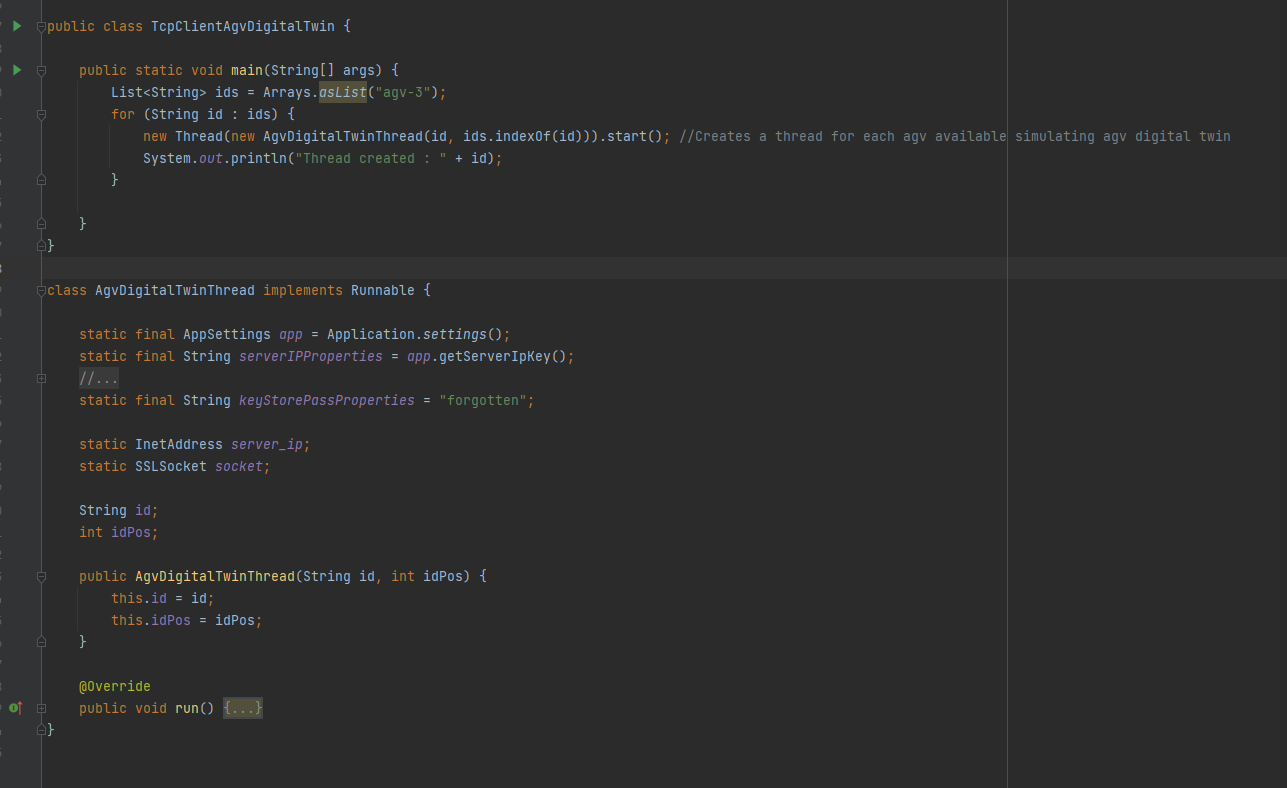 public class TcpClientAgvDigitalTwin {
public static void main(String[] args) {
List<String> ids = Arrays.asList("agv-3");
for (String id : ids) {
new Thread(new AgvDigitalTwinThread(id, ids.indexOf(id))).start(); //Creates a thread for each agv available simulating agv digital twin
System.out.println("Thread created : " + id);
}
}
}
class AgvDigitalTwinThread implements Runnable {
static final AppSettings app = Application.settings();
static final String serverIPProperties = app.getServerIpKey();
//...
static final String keyStorePassProperties = "forgotten";
static InetAddress server_ip;
static SSLSocket socket;
String id;
int idPos;
public AgvDigitalTwinThread(String id, int idPos) {
this.id = id;
this.idPos = idPos;
}
@Override
public void run() {...}
}